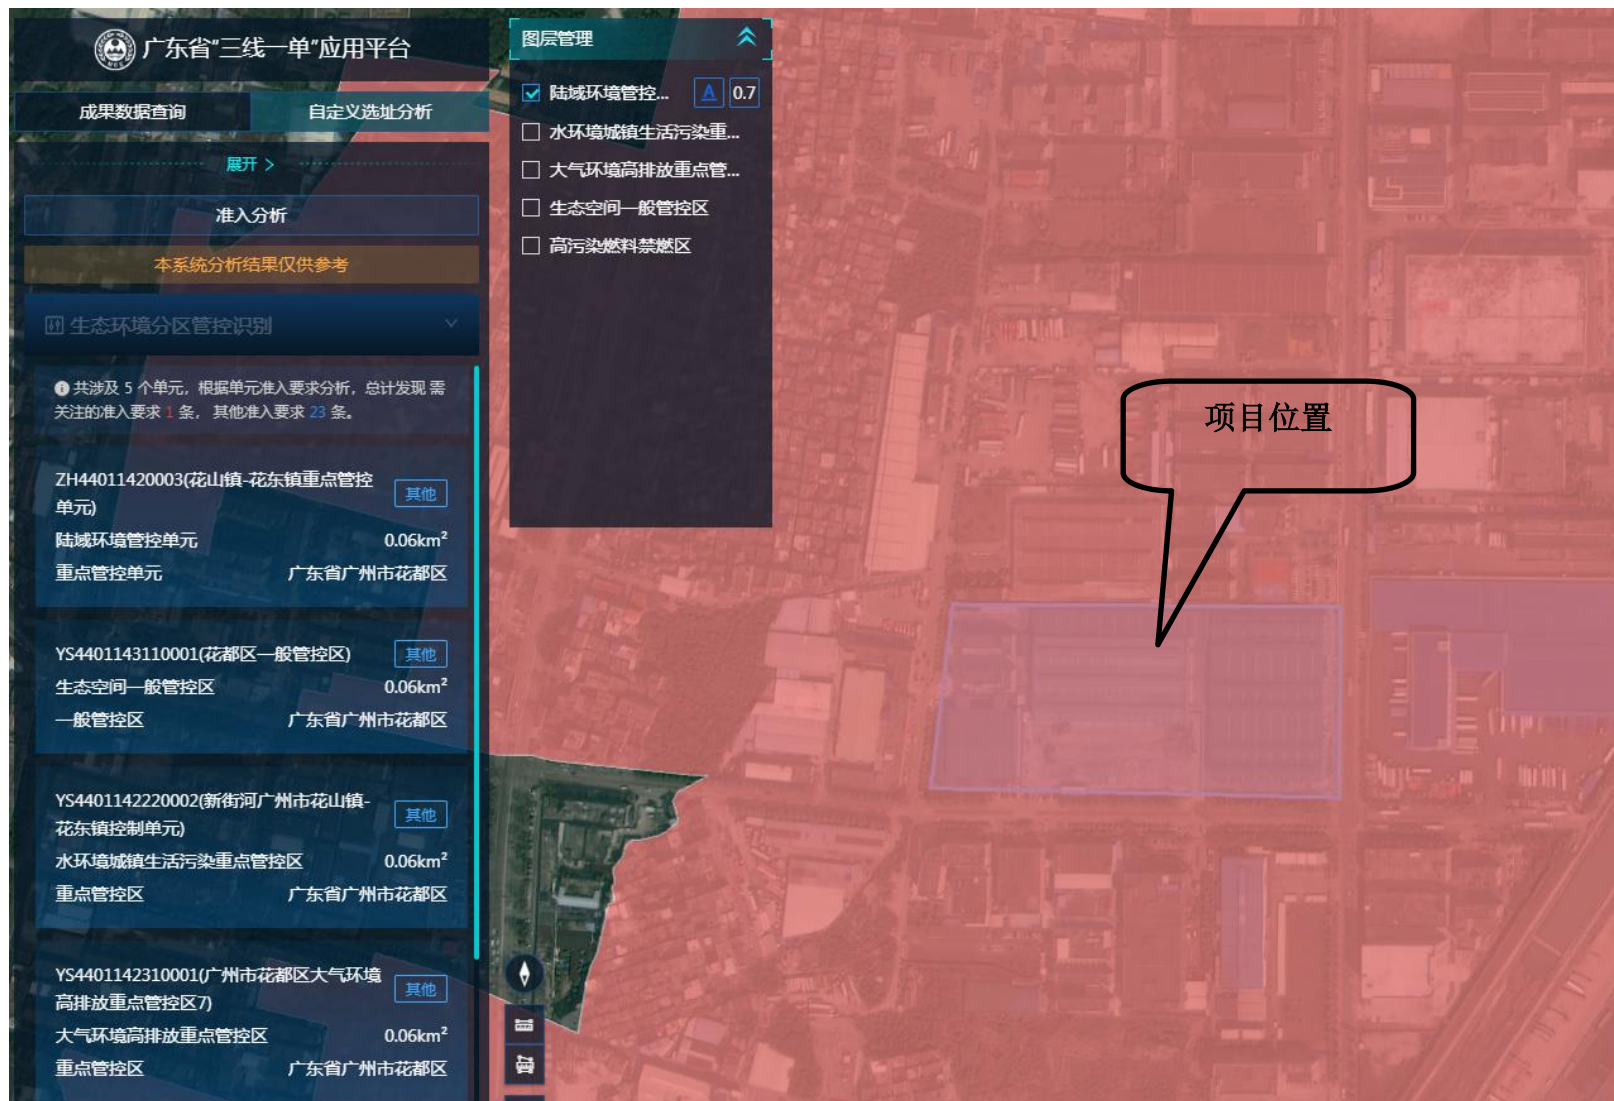 广东省“三线一单”应用平台
成果数据查询
自定义选址分析
展开 >
准入分析
本系统分析结果仅供参考
生态环境分区管控识别
共涉及 5 个单元，根据单元准入要求分析，总计发现 需
关注的准入要求 1 条， 其他准入要求 23 条。
ZH44011420003(花山镇-花东镇重点管控
单元)
其他
陆域环境管控单元 0.06km²
重点管控单元 广东省广州市花都区
YS4401143110001(花都区一般管控区)
其他
生态空间一般管控区 0.06km²
一般管控区 广东省广州市花都区
YS4401142220002(新街河广州市花山镇-
花东镇控制单元)
其他
水环境城镇生活污染重点管控区 0.06km²
重点管控区 广东省广州市花都区
YS4401142310001(广州市花都区大气环境
高排放重点管控区7)
其他
大气环境高排放重点管控区 0.06km²
重点管控区 广东省广州市花都区
图层管理
陆域环境管控... A 0.7
水环境城镇生活污染重...
大气环境高排放重点管...
生态空间一般管控区
高污染燃料禁燃区
项目位置